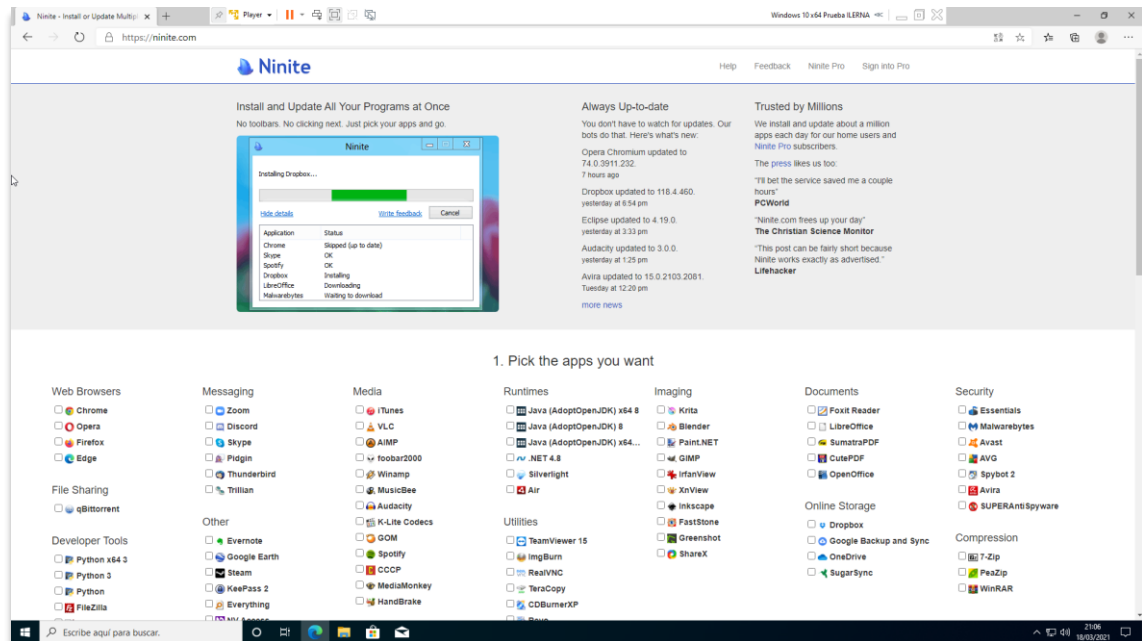 Ninite - Install or Update Multipl
Player
Windows 10 x64 Prueba ILERNA
https://ninite.com
Ninite
Help Feedback Ninite Pro Sign into Pro
Install and Update All Your Programs at Once
No toolbars. No clicking next. Just pick your apps and go.
Ninite
Installing Dropbox...
Hide details Write feedback Cancel
Application Status
Chrome Skipped (up to date)
Skype OK
Spotify OK
Dropbox Installing
LibreOffice Downloading
Malwarebytes Waiting to download
Always Up-to-date
You don't have to watch for updates. Our
bots do that. Here's what's new:
Opera Chromium updated to
74.0.3911.232.
7 hours ago
Dropbox updated to 118.4.460.
yesterday at 6:54 pm
Eclipse updated to 4.19.0.
yesterday at 3:33 pm
Audacity updated to 3.0.0.
yesterday at 1:25 pm
Avira updated to 15.0.2103.2081.
Tuesday at 12:20 pm
more news
Trusted by Millions
We install and update about a million
apps each day for our home users and
Ninite Pro subscribers.
The press likes us too:
"I'll bet the service saved me a couple
hours"
PCWorld
"Ninite.com frees up your day"
The Christian Science Monitor
"This post can be fairly short because
Ninite works exactly as advertised."
Lifehacker
1. Pick the apps you want
Web Browsers
Chrome
Opera
Firefox
Edge
File Sharing
qBittorrent
Developer Tools
Python x64 3
Python 3
Python
FileZilla
Messaging
Zoom
Discord
Skype
Pidgin
Thunderbird
Trillian
Other
Evernote
Google Earth
Steam
KeePass 2
Everything
Media
iTunes
VLC
AIMP
foobar2000
Winamp
MusicBee
Audacity
K-Lite Codecs
GOM
Spotify
CCCP
MediaMonkey
HandBrake
Runtimes
Java (AdoptOpenJDK) x64 8
Java (AdoptOpenJDK) 8
Java (AdoptOpenJDK) x64...
.NET 4.8
Silverlight
Air
Utilities
TeamViewer 15
ImgBurn
RealVNC
TeraCopy
CDBurnerXP
Imaging
Krita
Blender
Paint.NET
GIMP
IrfanView
XnView
Inkscape
FastStone
Greenshot
ShareX
Documents
Foxit Reader
LibreOffice
SumatraPDF
CutePDF
OpenOffice
Online Storage
Dropbox
Google Backup and Sync
OneDrive
SugarSync
Security
Essentials
Malwarebytes
Avast
AVG
Spybot 2
Avira
SUPERAntiSpyware
Compression
7-Zip
PeaZip
WinRAR
Escribe aquí para buscar.
21:06
18/03/2021